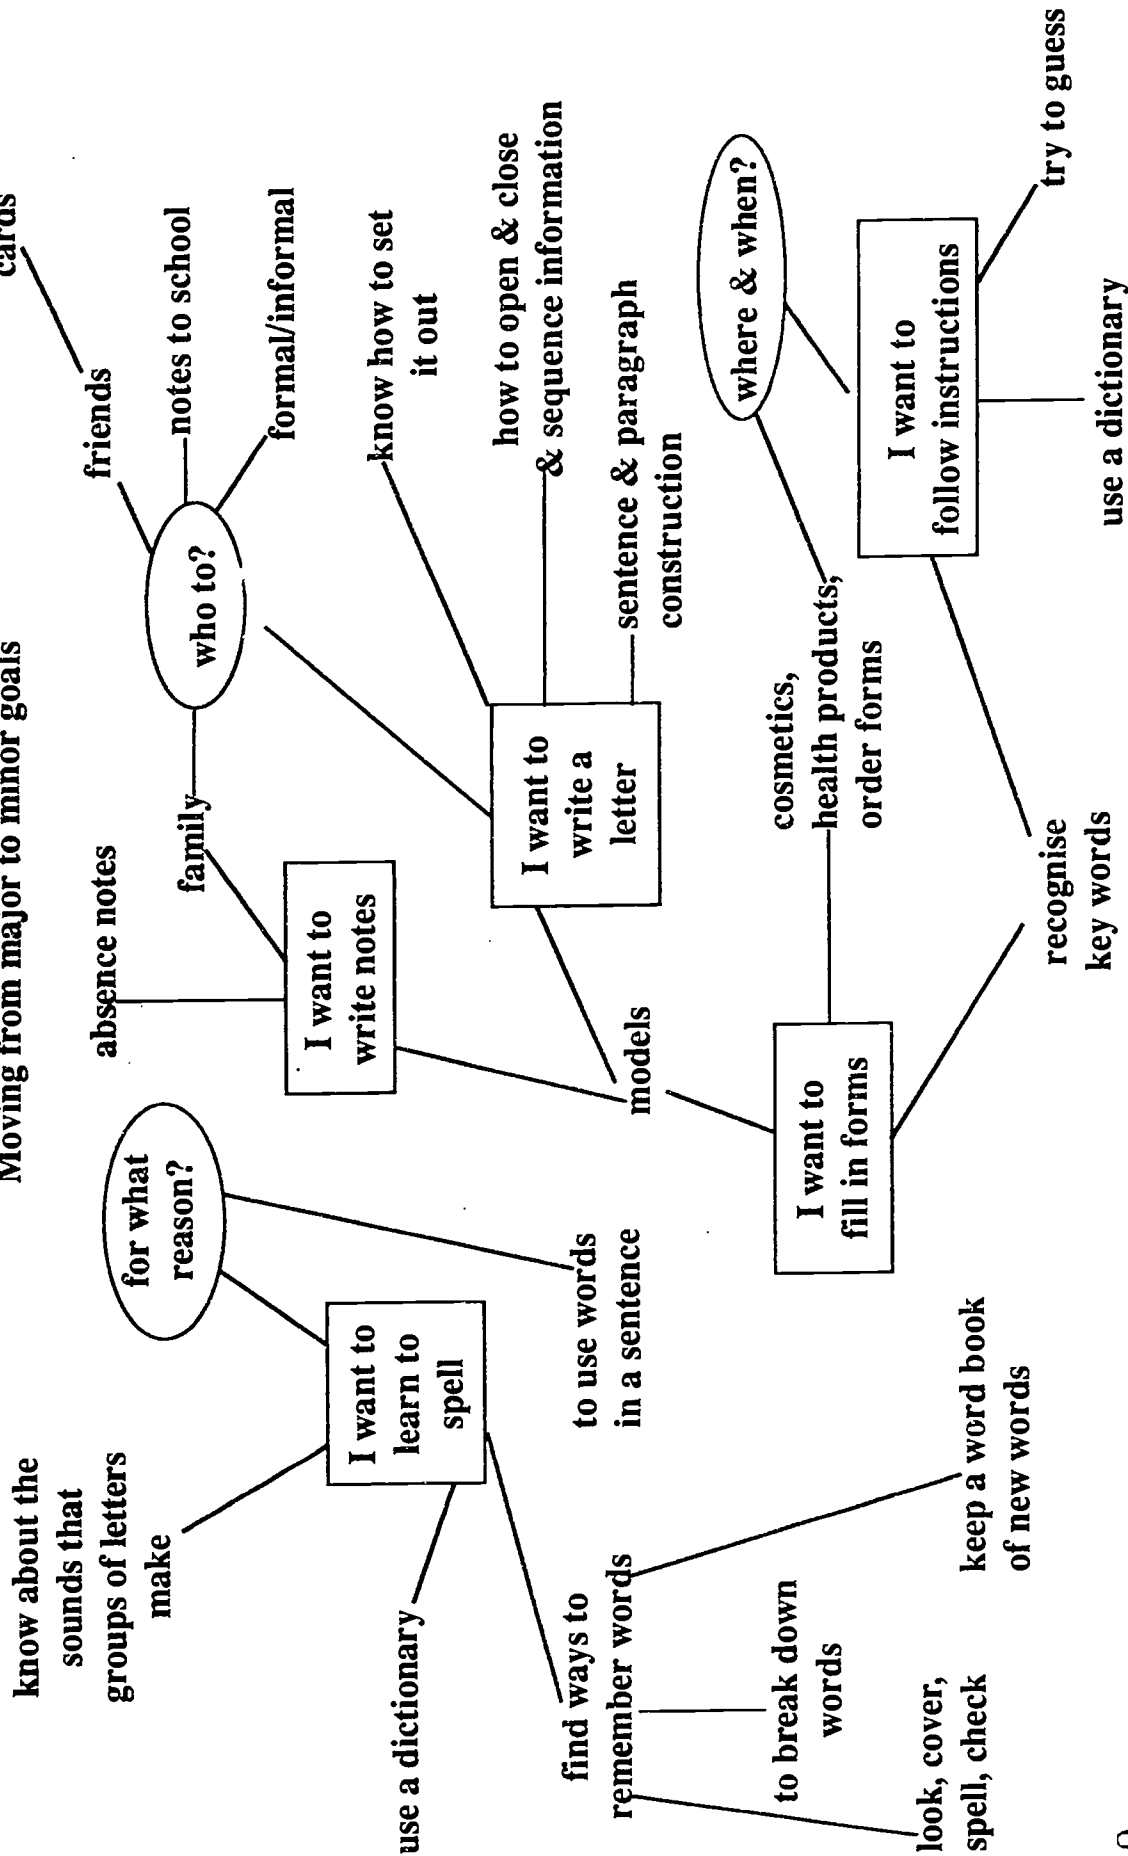 Moving from major to minor goals
know about the
sounds that
groups of letters
make
for what
reason?
absence notes
family
who to?
friends
cards
notes to school
formal/informal
I want to
write notes
I want to
learn to
spell
know how to set
it out
use a dictionary
I want to
write a
letter
how to open & close
& sequence information
sentence & paragraph
construction
models
find ways to
remember words
to use words
in a sentence
where & when?
cosmetics,
health products,
order forms
to break down
words
I want to
fill in forms
I want to
follow instructions
look, cover,
spell, check
keep a word book
of new words
recognise
key words
use a dictionary
try to guess